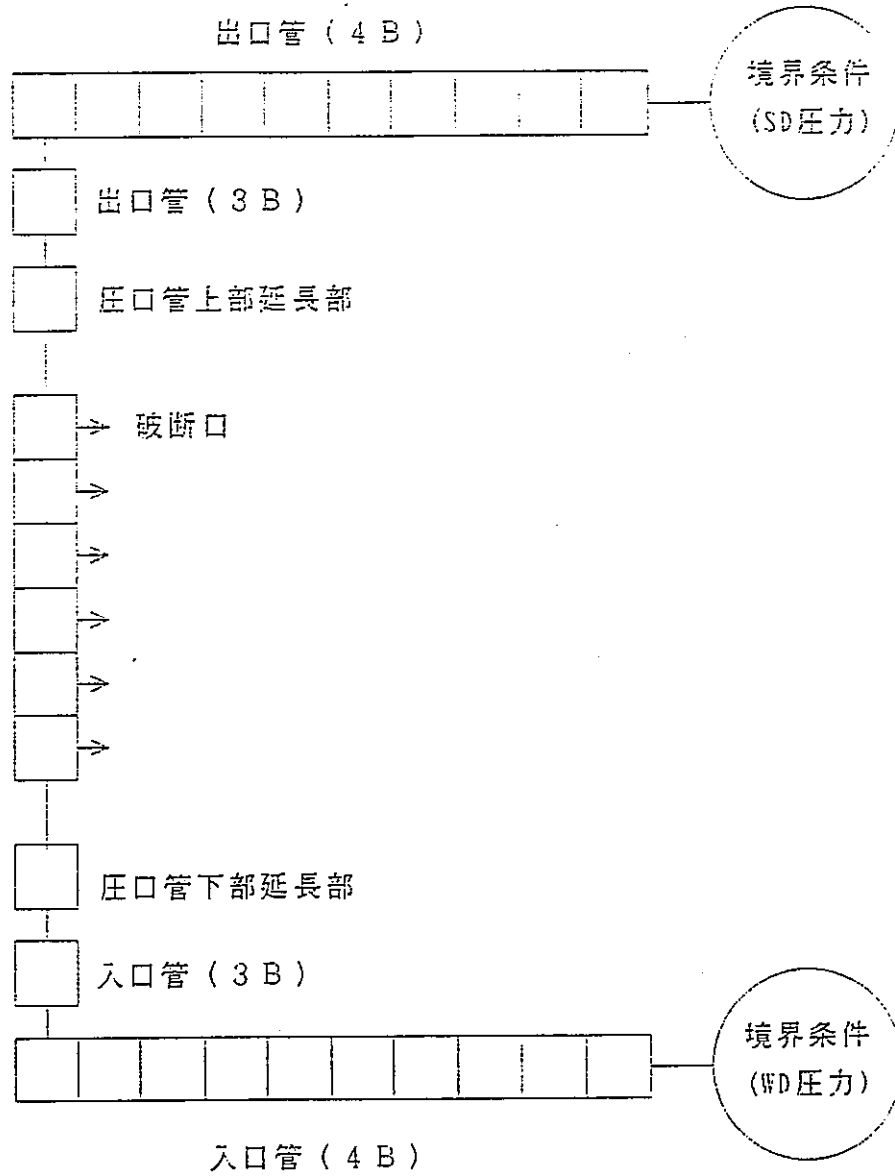 出口管(4B)
境界条件
(SD圧力)
出口管(3B)
圧口管上部延長部
破断口
圧口管下部延長部
入口管(3B)
境界条件
(WD圧力)
入口管(4B)